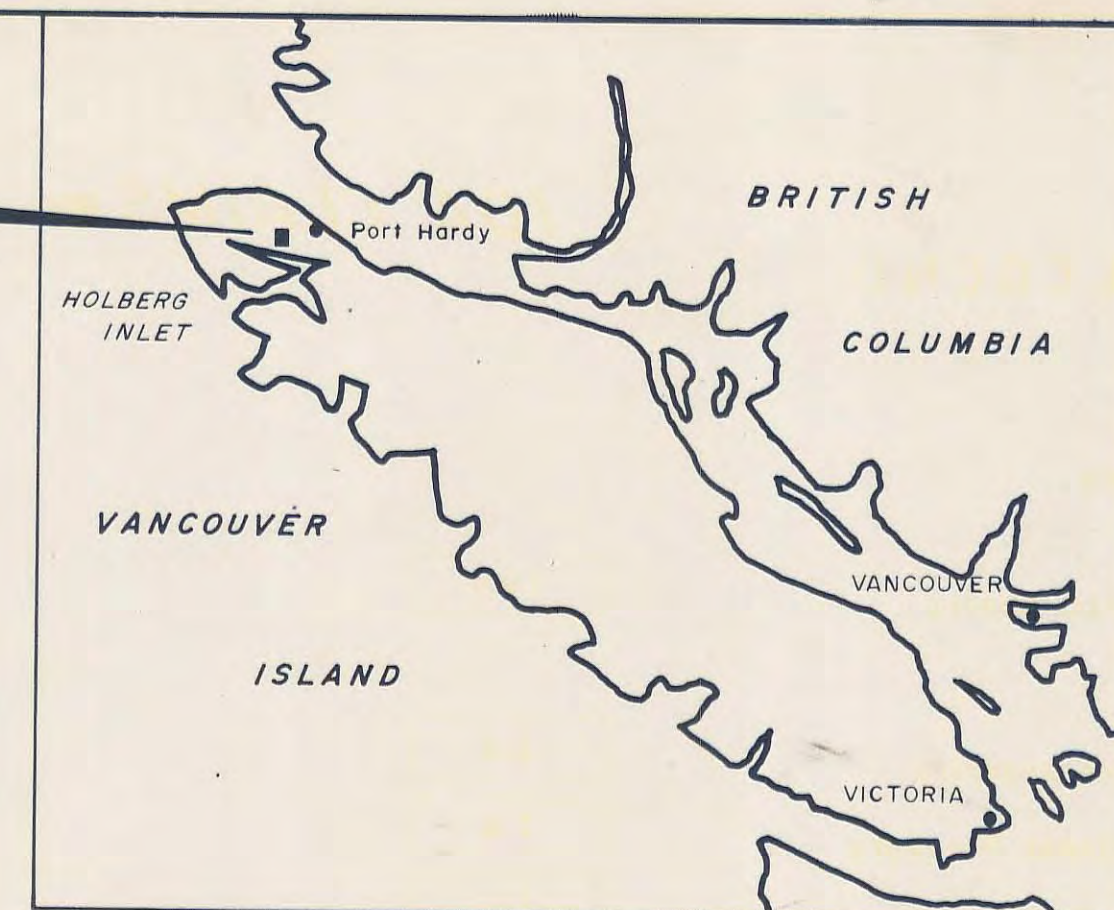 BRITISH
Port Hardy
HOLBERG
INLET
COLUMBIA
VANCOUVER
VANCOUVER
ISLAND
VICTORIA